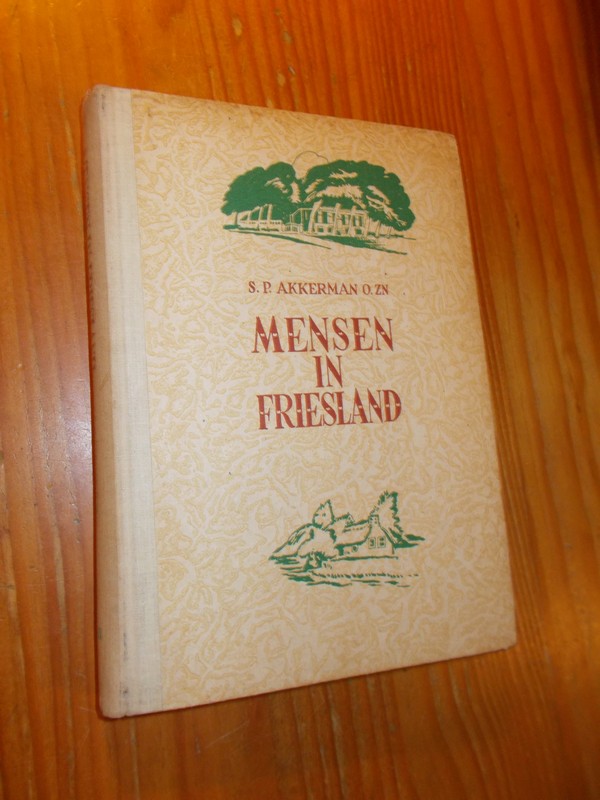 S. P. AKKERMAN O. ZN
MENSEN
IN
FRIESLAND